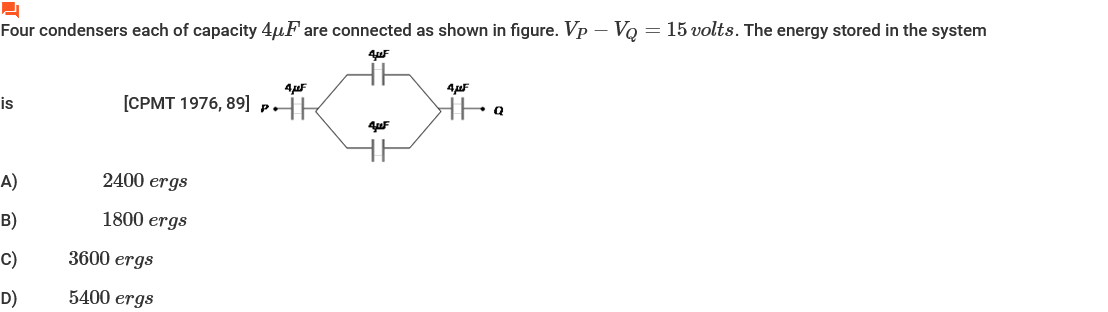 Four condensers each of capacity 4μF are connected as shown in figure. V_P − V_Q = 15 volts. The energy stored in the system
4μF
4μF 4μF
is [CPMT 1976, 89] P Q
4μF
A) 2400 ergs
B) 1800 ergs
C) 3600 ergs
D) 5400 ergs